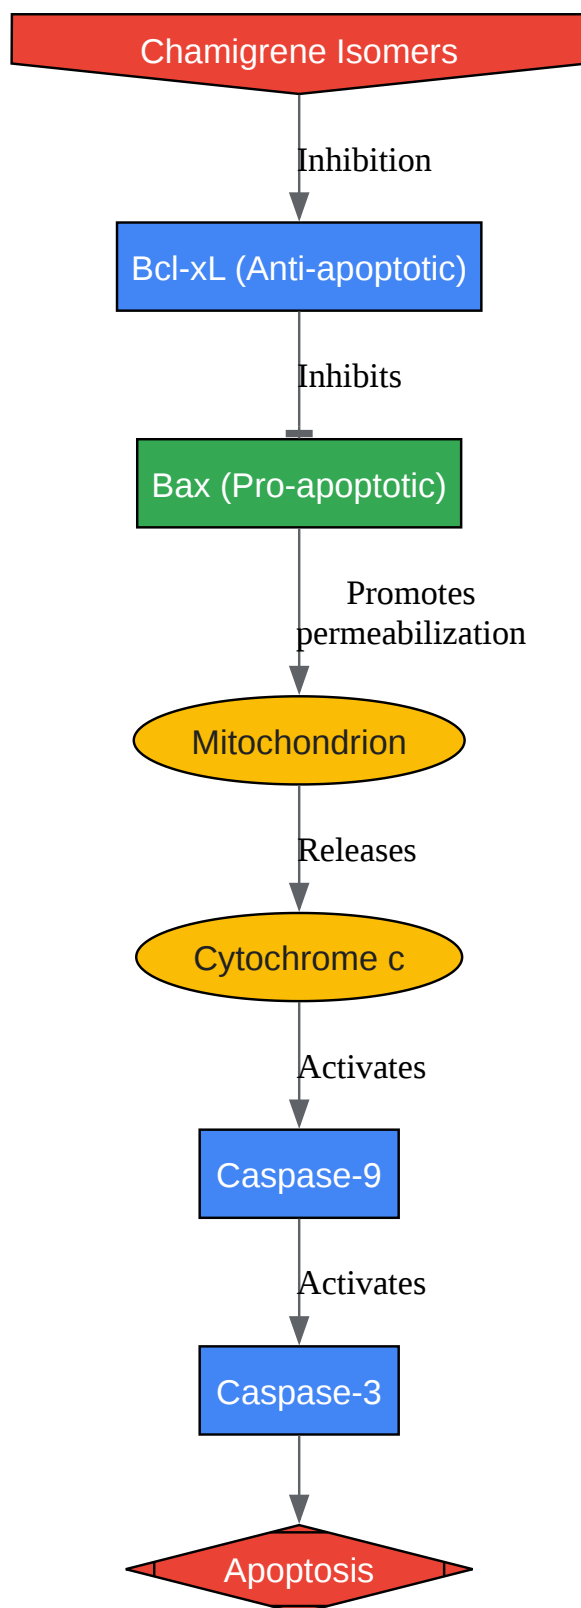 Chamigrene Isomers
Inhibition
Bcl-xL (Anti-apoptotic)
Inhibits
Bax (Pro-apoptotic)
Promotes
permeabilization
Mitochondrion
Releases
Cytochrome c
Activates
Caspase-9
Activates
Caspase-3
Apoptosis